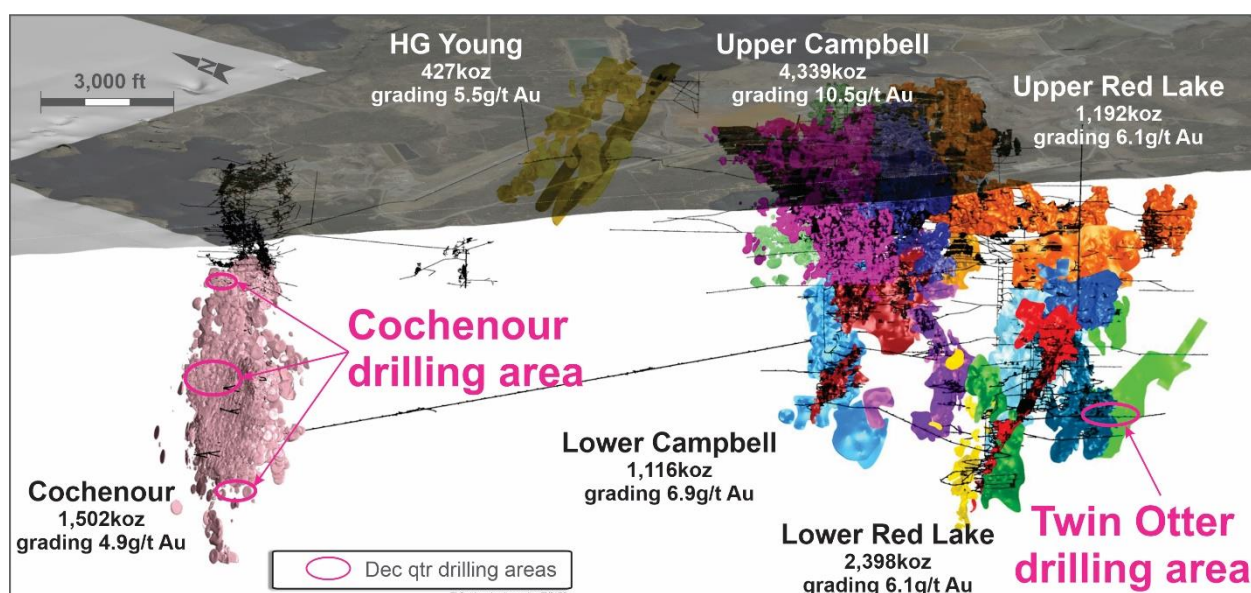 HG Young
427koz
grading 5.5g/t Au
Upper Campbell
4,339koz
grading 10.5g/t Au
Upper Red Lake
1,192koz
grading 6.1g/t Au
N
3,000 ft
Cochenour
drilling area
Lower Campbell
1,116koz
grading 6.9g/t Au
Cochenour
1,502koz
grading 4.9g/t Au
Lower Red Lake
2,398koz
grading 6.1g/t Au
Twin Otter
drilling area
Dec qtr drilling areas